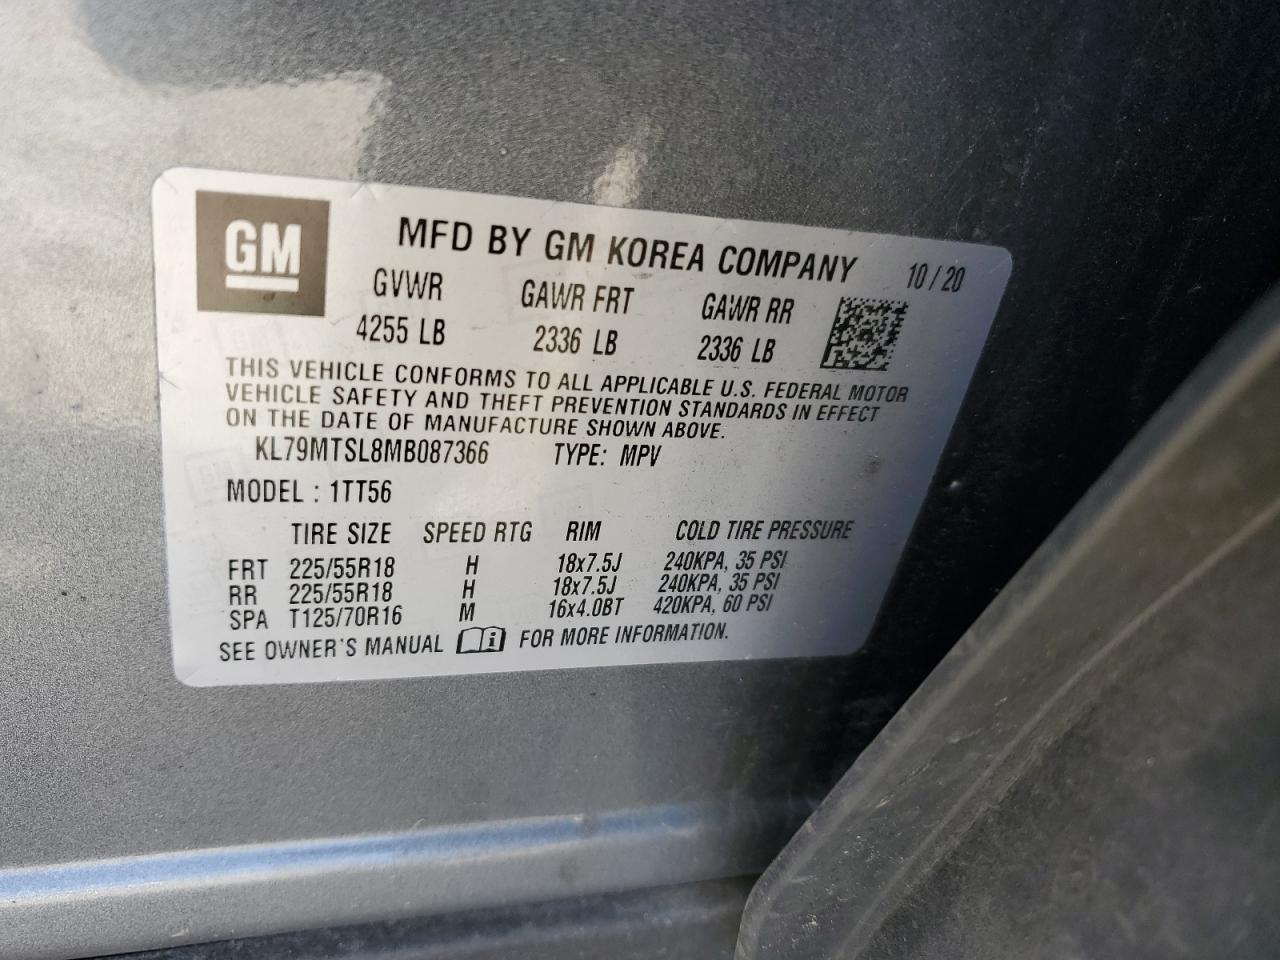 GM
MFD BY GM KOREA COMPANY 10/20
GVWR GAWR FRT GAWR RR
4255 LB 2336 LB 2336 LB
THIS VEHICLE CONFORMS TO ALL APPLICABLE U.S. FEDERAL MOTOR
VEHICLE SAFETY AND THEFT PREVENTION STANDARDS IN EFFECT
ON THE DATE OF MANUFACTURE SHOWN ABOVE.
KL79MTSL8MB087366 TYPE: MPV
MODEL : 1TT56
TIRE SIZE SPEED RTG RIM COLD TIRE PRESSURE
FRT 225/55R18 H 18x7.5J 240KPA, 35 PSI
RR 225/55R18 H 18x7.5J 240KPA, 35 PSI
SPA T125/70R16 M 16x4.0BT 420KPA, 60 PSI
SEE OWNER'S MANUAL i FOR MORE INFORMATION.